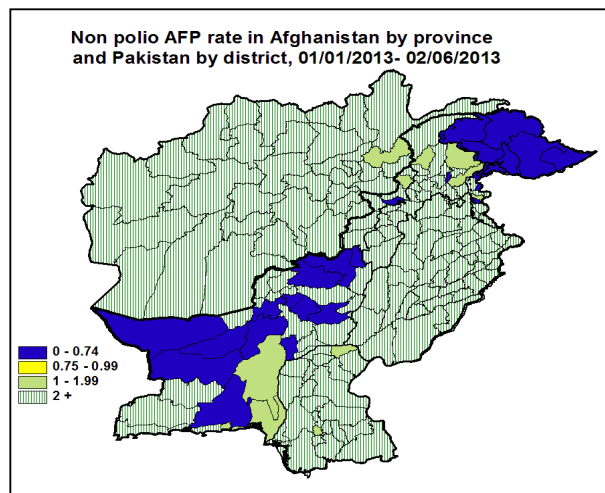 Non polio AFP rate in Afghanistan by province
and Pakistan by district, 01/01/2013- 02/06/2013
0 - 0.74
0.75 - 0.99
1 - 1.99
2 +